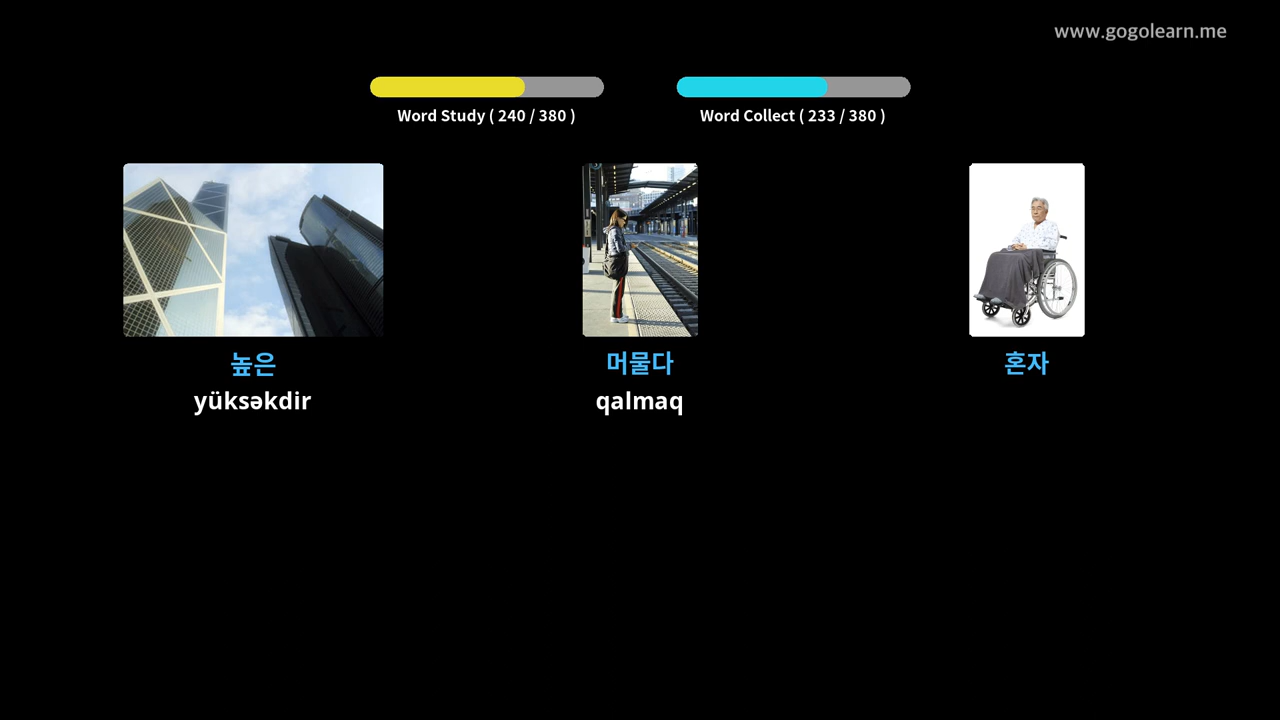 www.gogolearn.me
Word Study ( 240 / 380 )
Word Collect ( 233 / 380 )
높은
머물다
혼자
yüksəkdir
qalmaq